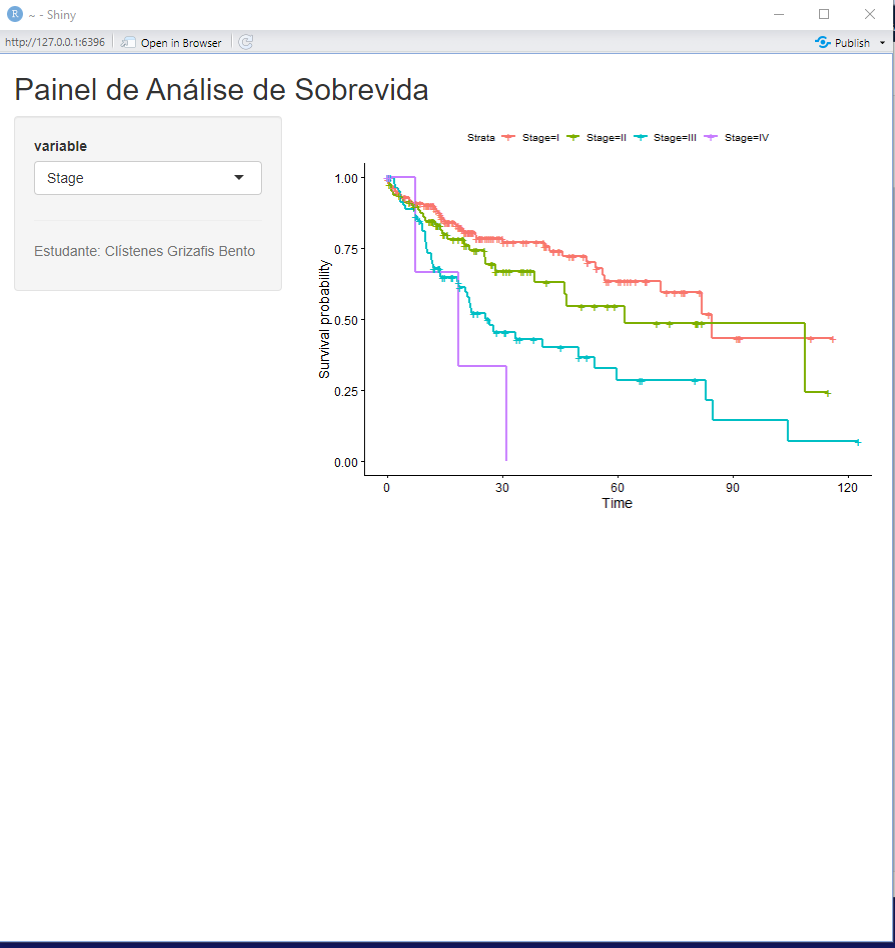 ~ - Shiny
http://127.0.0.1:6396 Open in Browser Publish
Painel de Análise de Sobrevida
variable
Stage
Estudante: Clístenes Grizafis Bento
Strata Stage=I Stage=II Stage=III Stage=IV
Survival probability
1.00
0.75
0.50
0.25
0.00
0 30 60 90 120
Time